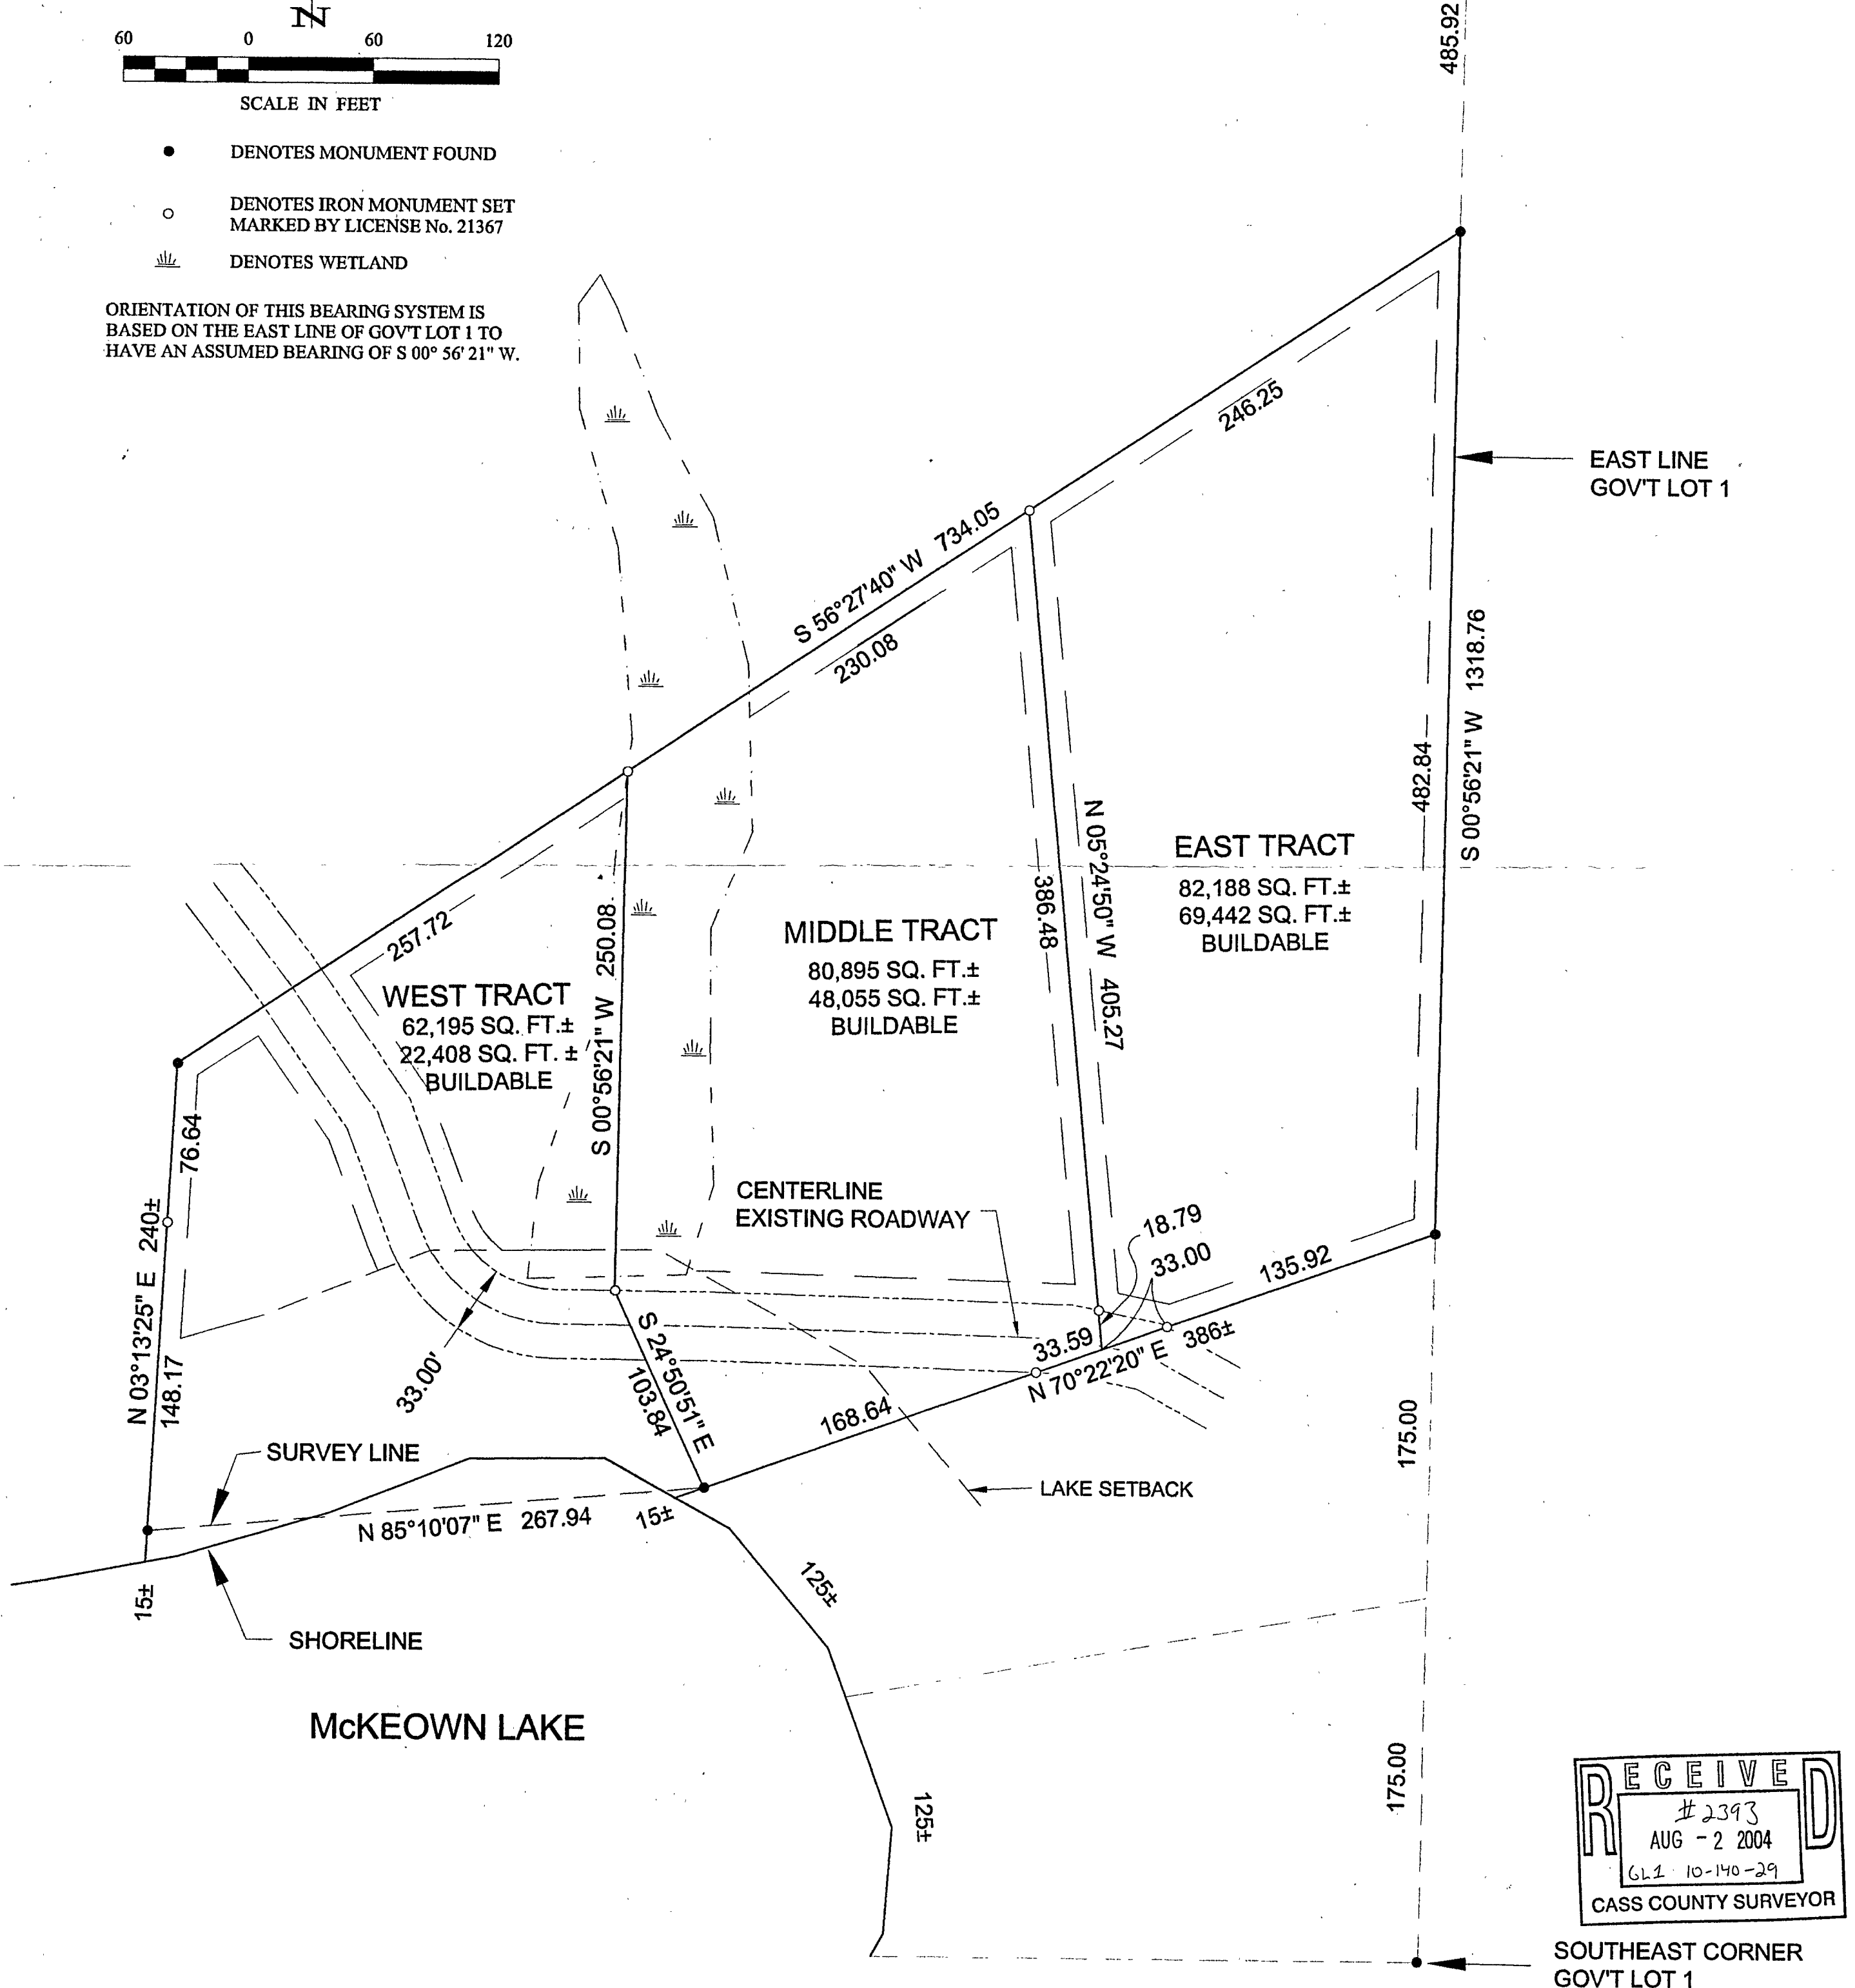 N
60 0 60 120
SCALE IN FEET
DENOTES MONUMENT FOUND
DENOTES IRON MONUMENT SET
MARKED BY LICENSE No. 21367
DENOTES WETLAND
ORIENTATION OF THIS BEARING SYSTEM IS
BASED ON THE EAST LINE OF GOV'T LOT 1 TO
HAVE AN ASSUMED BEARING OF S 00° 56' 21" W.
485.92
246.25
EAST LINE
GOV'T LOT 1
S 56°27'40" W 734.05
230.08
S 00°56'21" W 1318.76
482.84
N 05°24'50" W 405.27
386.48
EAST TRACT
82,188 SQ. FT.±
69,442 SQ. FT.±
BUILDABLE
MIDDLE TRACT
80,895 SQ. FT.±
48,055 SQ. FT.±
BUILDABLE
257.72
S 00°56'21" W 250.08
WEST TRACT
62,195 SQ. FT.±
22,408 SQ. FT. ±
BUILDABLE
76.64
N 03°13'25" E 240±
148.17
CENTERLINE
EXISTING ROADWAY
18.79
33.00
135.92
33.59
N 70°22'20" E 386±
33.00'
S 24°50'51" E
103.84
168.64
175.00
SURVEY LINE
LAKE SETBACK
N 85°10'07" E 267.94
15±
15±
125±
SHORELINE
McKEOWN LAKE
125±
175.00
RECEIVED
#2393
AUG - 2 2004
GL1 10-140-29
CASS COUNTY SURVEYOR
SOUTHEAST CORNER
GOV'T LOT 1